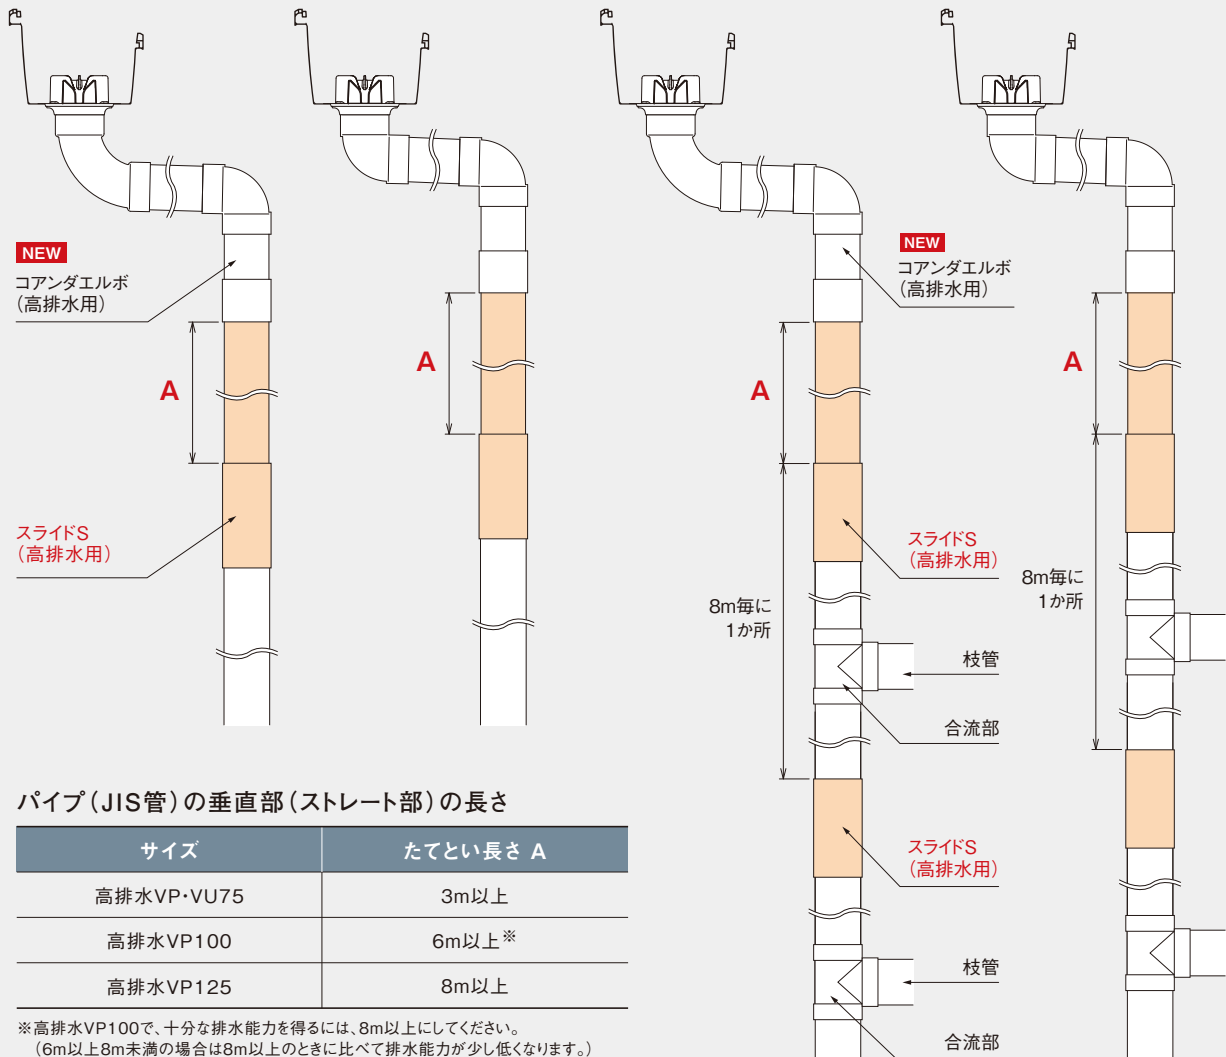 NEW
コアンダエルボ
（高排水用）
A
スライドS
（高排水用）
A
NEW
コアンダエルボ
（高排水用）
A
スライドS
（高排水用）
8m毎に
1か所
枝管
合流部
スライドS
（高排水用）
枝管
合流部
A
8m毎に
1か所
パイプ（JIS管）の垂直部（ストレート部）の長さ
サイズ たてとい長さ A
高排水VP・VU75 3m以上
高排水VP100 6m以上※
高排水VP125 8m以上
※高排水VP100で、十分な排水能力を得るには、8m以上にしてください。
（6m以上8m未満の場合は8m以上のときに比べて排水能力が少し低くなります。）